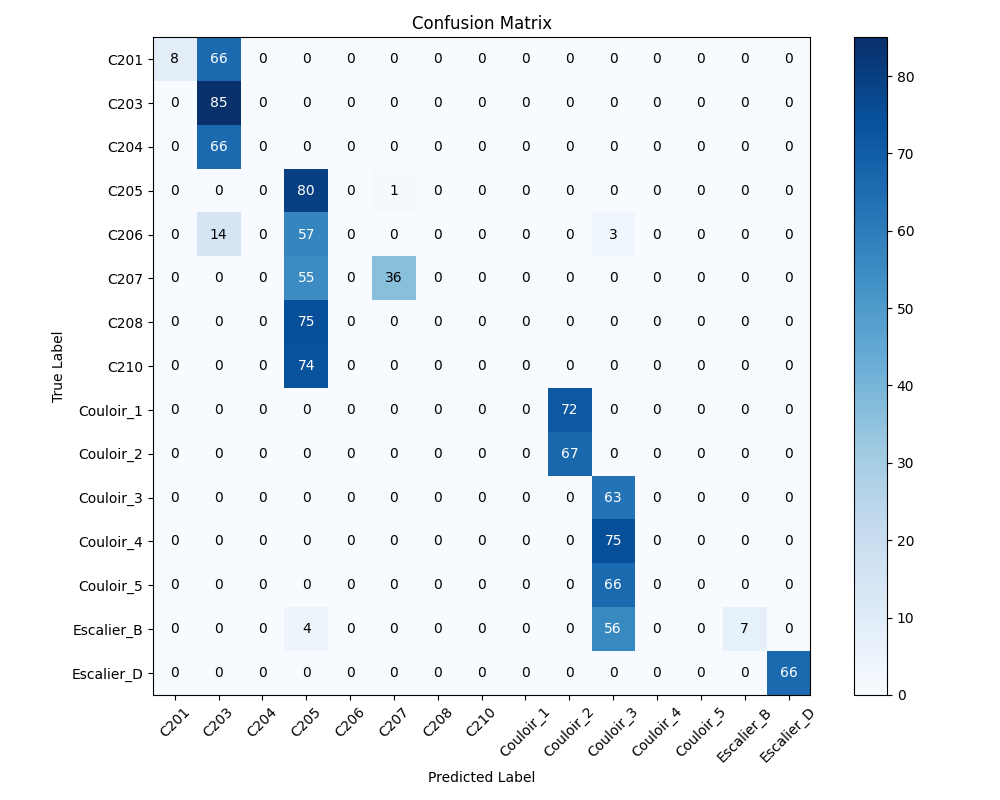 Confusion Matrix
C201 8 66 0 0 0 0 0 0 0 0 0 0 0 0 0
C203 0 85 0 0 0 0 0 0 0 0 0 0 0 0 0
C204 0 66 0 0 0 0 0 0 0 0 0 0 0 0 0
C205 0 0 0 80 0 1 0 0 0 0 0 0 0 0 0
C206 0 14 0 57 0 0 0 0 0 0 3 0 0 0 0
C207 0 0 0 55 0 36 0 0 0 0 0 0 0 0 0
C208 0 0 0 75 0 0 0 0 0 0 0 0 0 0 0
C210 0 0 0 74 0 0 0 0 0 0 0 0 0 0 0
Couloir_1 0 0 0 0 0 0 0 0 0 72 0 0 0 0 0
Couloir_2 0 0 0 0 0 0 0 0 0 67 0 0 0 0 0
Couloir_3 0 0 0 0 0 0 0 0 0 0 63 0 0 0 0
Couloir_4 0 0 0 0 0 0 0 0 0 0 75 0 0 0 0
Couloir_5 0 0 0 0 0 0 0 0 0 0 66 0 0 0 0
Escalier_B 0 0 0 4 0 0 0 0 0 0 56 0 0 7 0
Escalier_D 0 0 0 0 0 0 0 0 0 0 0 0 0 0 66
C201 C203 C204 C205 C206 C207 C208 C210 Couloir_1 Couloir_2 Couloir_3 Couloir_4 Couloir_5 Escalier_B Escalier_D
Predicted Label
True Label
80
70
60
50
40
30
20
10
0